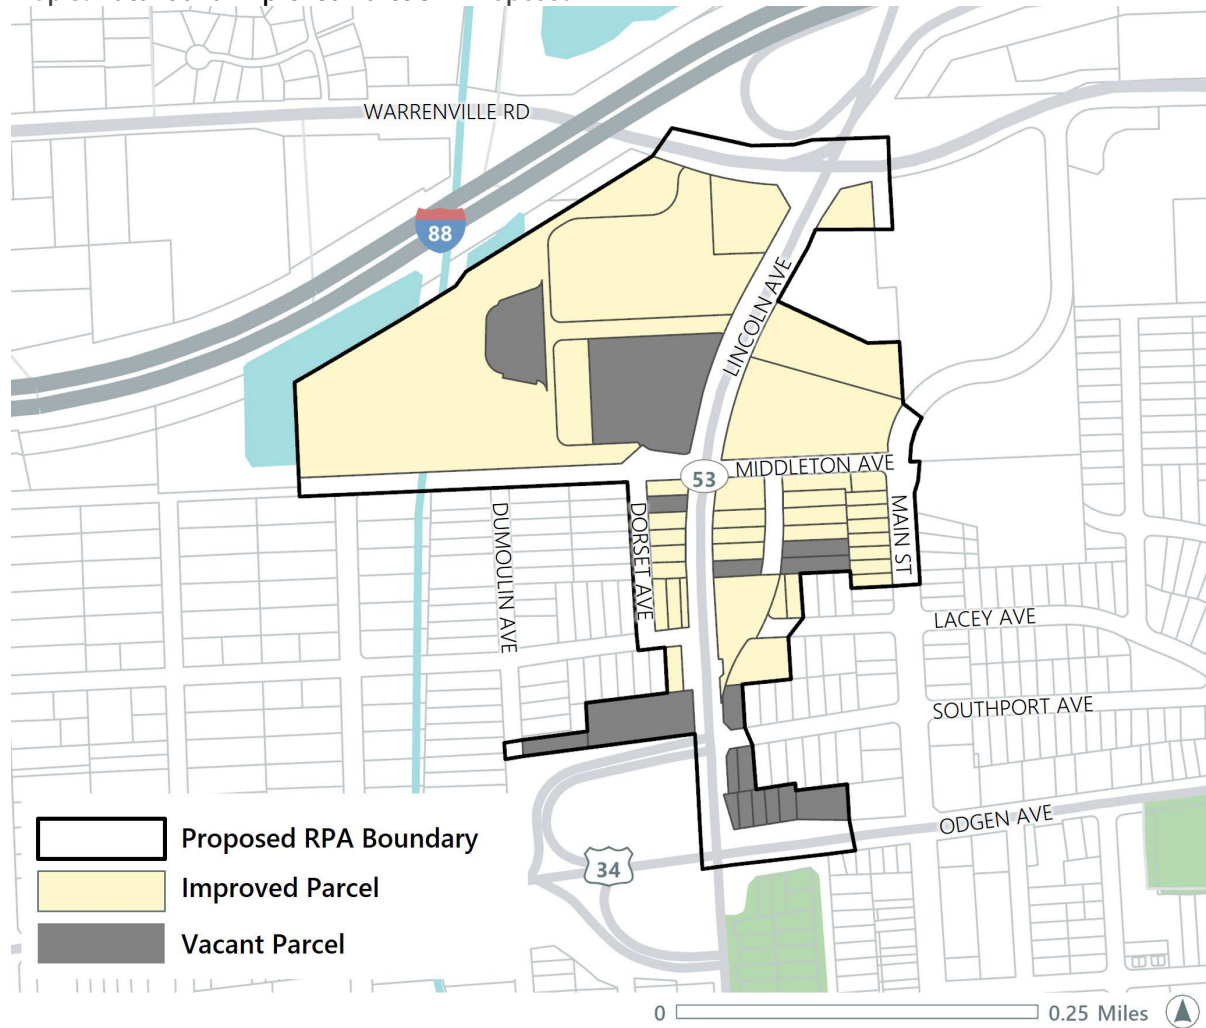 WARRENVILLE RD
88
LINCOLN AVE
53
MIDDLETON AVE
MAIN ST
DORSET AVE
DUMOULIN AVE
LACEY AVE
SOUTHPORT AVE
ODGEN AVE
34
Proposed RPA Boundary
Improved Parcel
Vacant Parcel
0
0.25 Miles